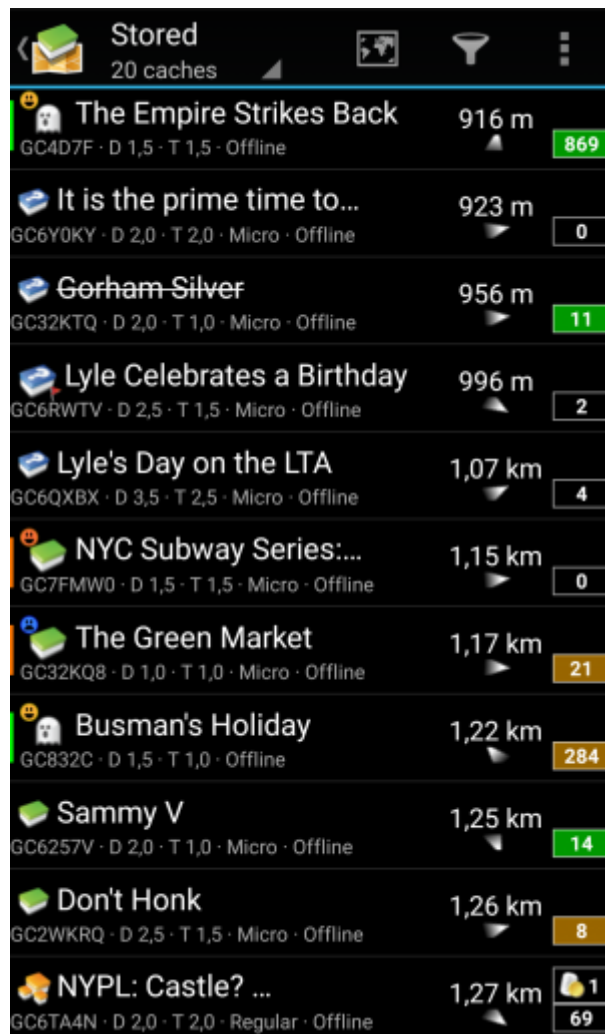 Stored
20 caches
The Empire Strikes Back 916 m
GC4D7F · D 1,5 · T 1,5 · Offline 869
It is the prime time to… 923 m
GC6Y0KY · D 2,0 · T 2,0 · Micro · Offline 0
Gorham Silver 956 m
GC32KTQ · D 2,0 · T 1,0 · Micro · Offline 11
Lyle Celebrates a Birthday 996 m
GC6RWTV · D 2,5 · T 1,5 · Micro · Offline 2
Lyle's Day on the LTA 1,07 km
GC6QXBX · D 3,5 · T 2,5 · Micro · Offline 4
NYC Subway Series:… 1,15 km
GC7FMW0 · D 1,5 · T 1,5 · Micro · Offline 0
The Green Market 1,17 km
GC32KQ8 · D 1,0 · T 1,0 · Micro · Offline 21
Busman's Holiday 1,22 km
GC832C · D 1,5 · T 1,0 · Offline 284
Sammy V 1,25 km
GC6257V · D 2,0 · T 1,0 · Micro · Offline 14
Don't Honk 1,26 km
GC2WKRQ · D 2,5 · T 1,5 · Micro · Offline 8
NYPL: Castle? … 1,27 km 1
GC6TA4N · D 2,0 · T 2,0 · Regular · Offline 69